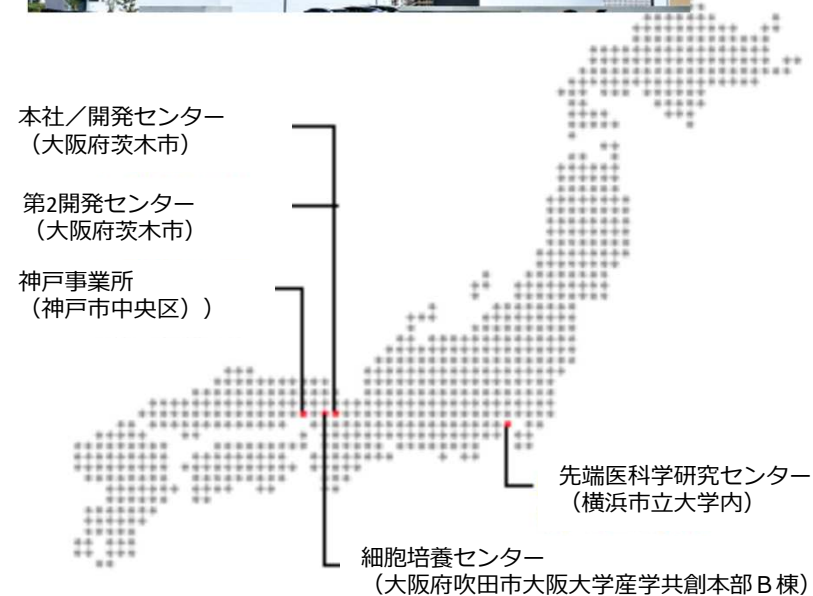 本社／開発センター
（大阪府茨木市）
第2開発センター
（大阪府茨木市）
神戸事業所
（神戸市中央区））
先端医科学研究センター
（横浜市立大学内）
細胞培養センター
（大阪府吹田市大阪大学産学共創本部Ｂ棟）